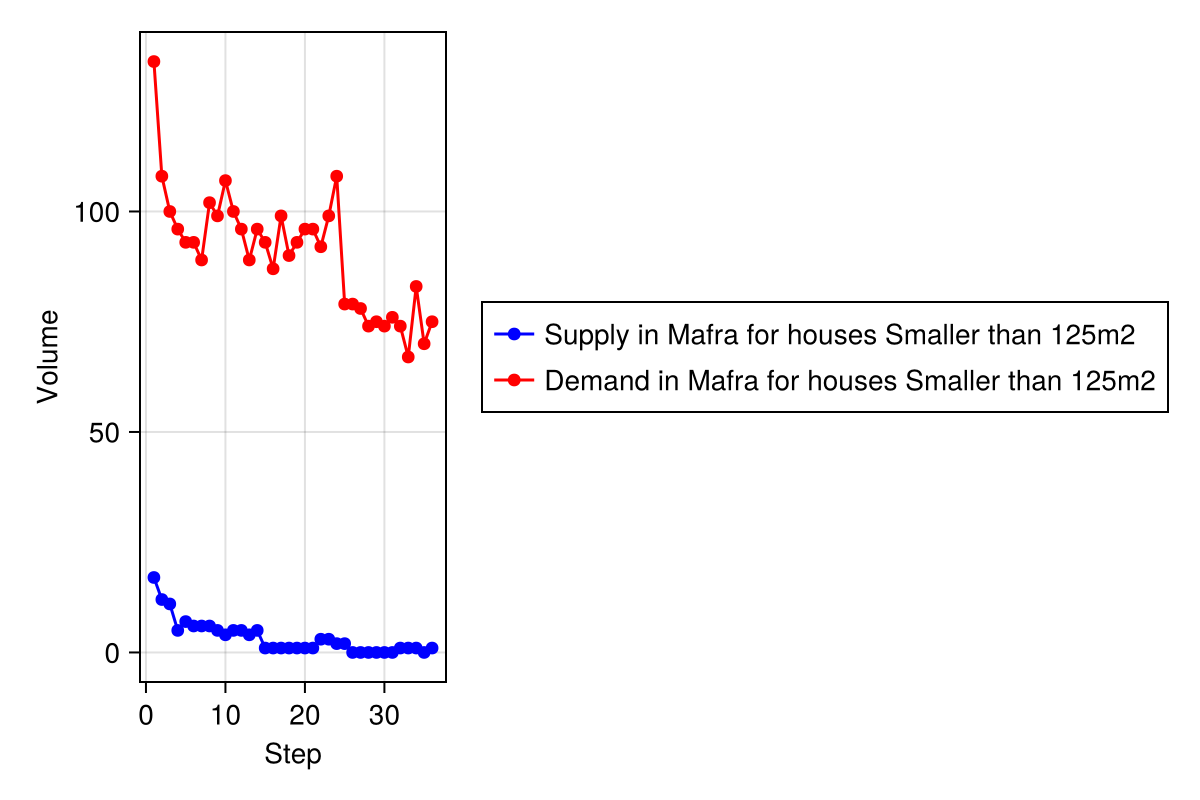 Volume
100
50
0
0 10 20 30
Step
Supply in Mafra for houses Smaller than 125m2
Demand in Mafra for houses Smaller than 125m2